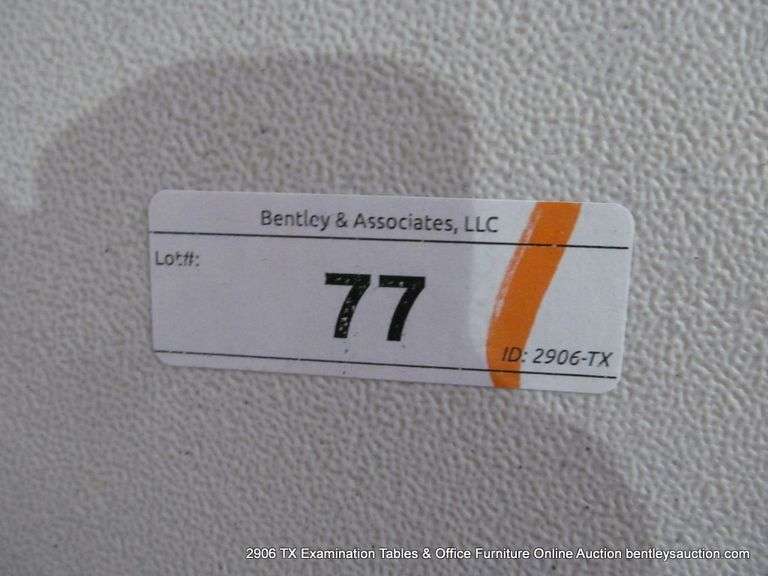 Bentley & Associates, LLC
Lot#:
77
ID: 2906-TX
2906 TX Examination Tables & Office Furniture Online Auction bentleysauction.com